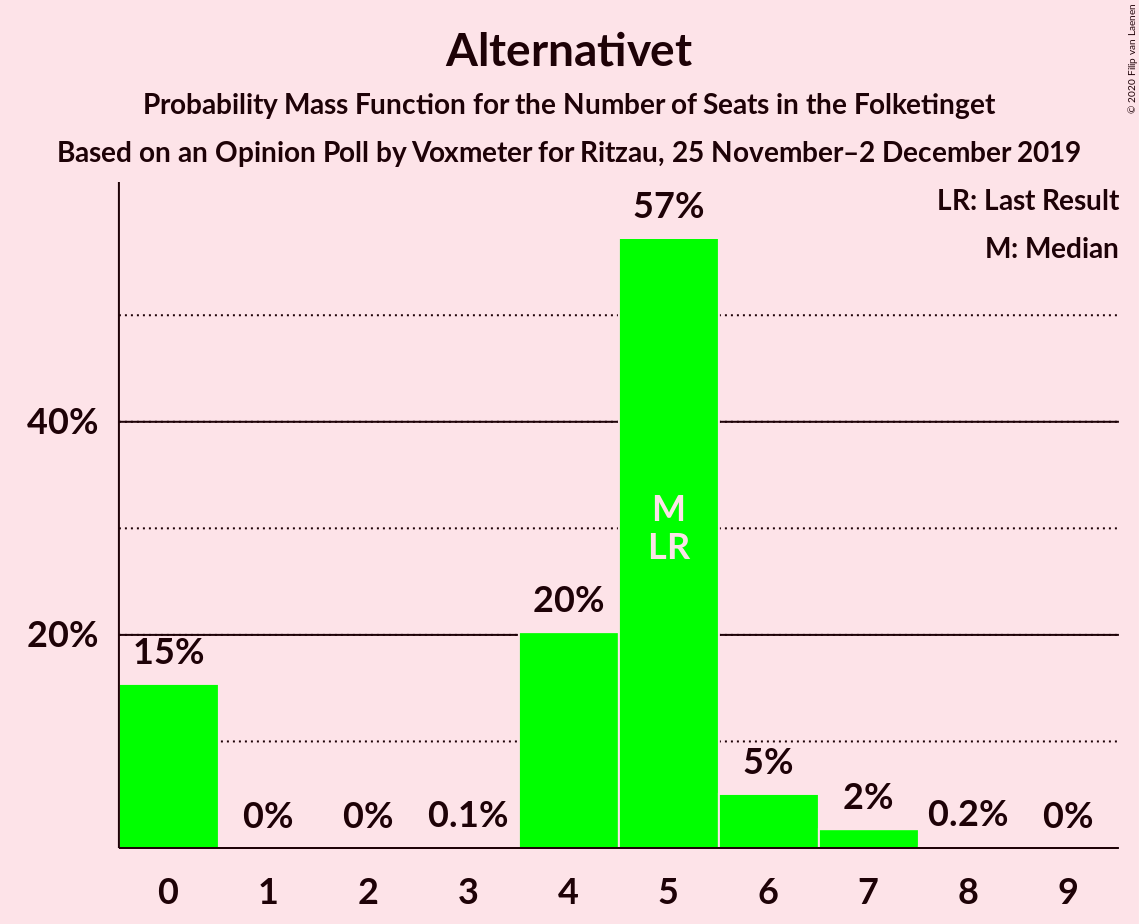 Alternativet
Probability Mass Function for the Number of Seats in the Folketinget
Based on an Opinion Poll by Voxmeter for Ritzau, 25 November–2 December 2019
© 2020 Filip van Laenen
LR: Last Result
M: Median
57%
40%
M
LR
20%
20%
15%
5%
2%
0%
0%
0.1%
0.2%
0%
0 1 2 3 4 5 6 7 8 9